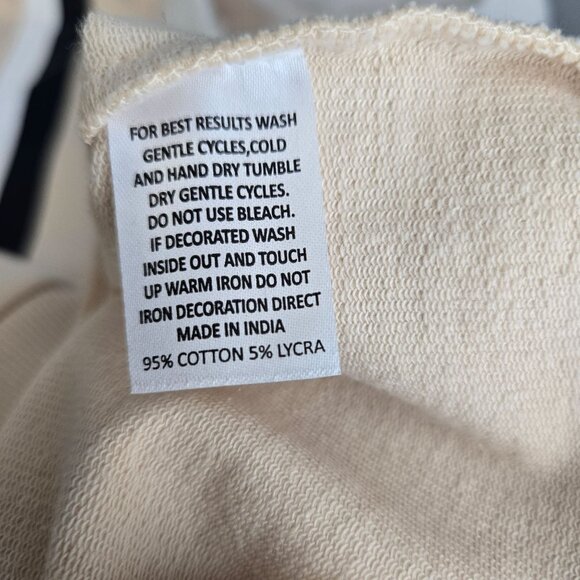 FOR BEST RESULTS WASH
GENTLE CYCLES,COLD
AND HAND DRY TUMBLE
DRY GENTLE CYCLES.
DO NOT USE BLEACH.
IF DECORATED WASH
INSIDE OUT AND TOUCH
UP WARM IRON DO NOT
IRON DECORATION DIRECT
MADE IN INDIA
95% COTTON 5% LYCRA